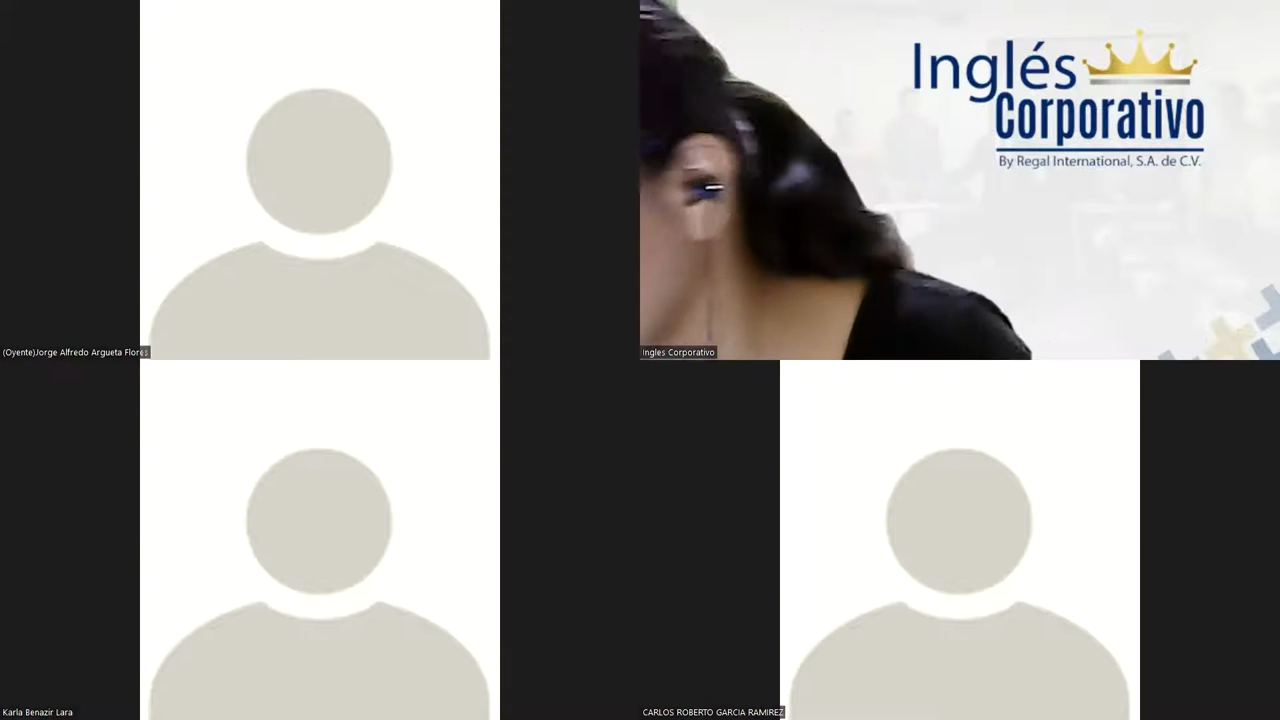 (Oyente)Jorge Alfredo Argueta Flores
Inglés
Corporativo
By Regal International, S.A. de C.V.
Ingles Corporativo
Karla Benazir Lara
CARLOS ROBERTO GARCIA RAMIREZ